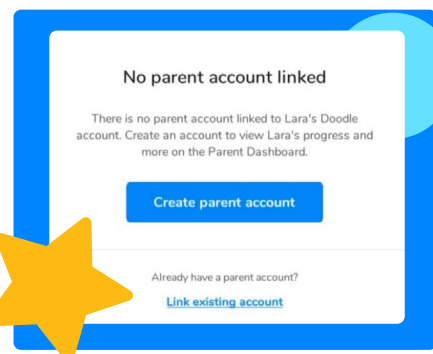 No parent account linked
There is no parent account linked to Lara's Doodle
account. Create an account to view Lara's progress and
more on the Parent Dashboard.
Create parent account
Already have a parent account?
Link existing account